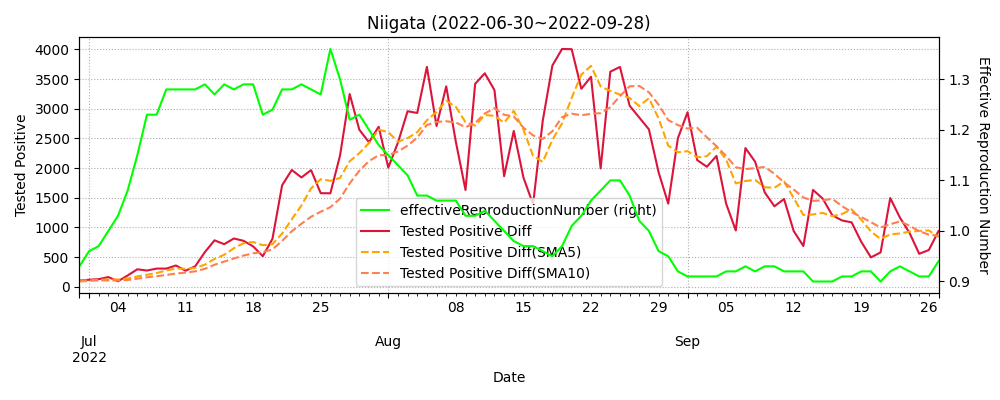 Niigata (2022-06-30~2022-09-28)
Tested Positive
4000
3500
3000
2500
2000
1500
1000
500
0
1.3
1.2
1.1
1.0
0.9
Effective Reproduction Number
effectiveReproductionNumber (right)
Tested Positive Diff
Tested Positive Diff(SMA5)
Tested Positive Diff(SMA10)
04 11 18 25 08 15 22 29 05 12 19 26
Jul Aug Sep
2022
Date